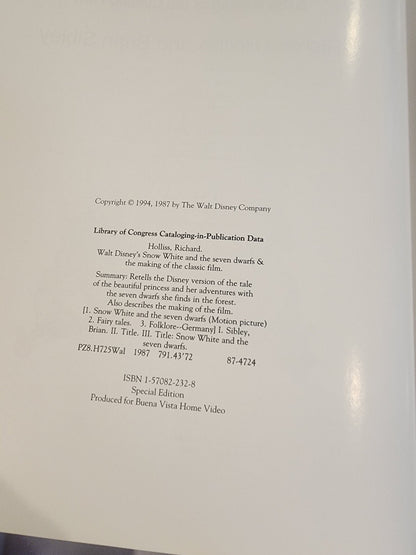 Copyright © 1994, 1987 by The Walt Disney Company
Library of Congress Cataloging-in-Publication Data
Holliss, Richard.
Walt Disney's Snow White and the seven dwarfs &
the making of the classic film.
Summary: Retells the Disney version of the tale
of the beautiful princess and her adventures with
the seven dwarfs she finds in the forest.
Also describes the making of the film.
[1. Snow White and the seven dwarfs (Motion picture)
2. Fairy tales. 3. Folklore--Germany] I. Sibley,
Brian. II. Title. III. Title: Snow White and the
seven dwarfs.
PZ8.H725Wal 1987 791.43'72 87-4724
ISBN 1-57082-232-8
Special Edition
Produced for Buena Vista Home Video